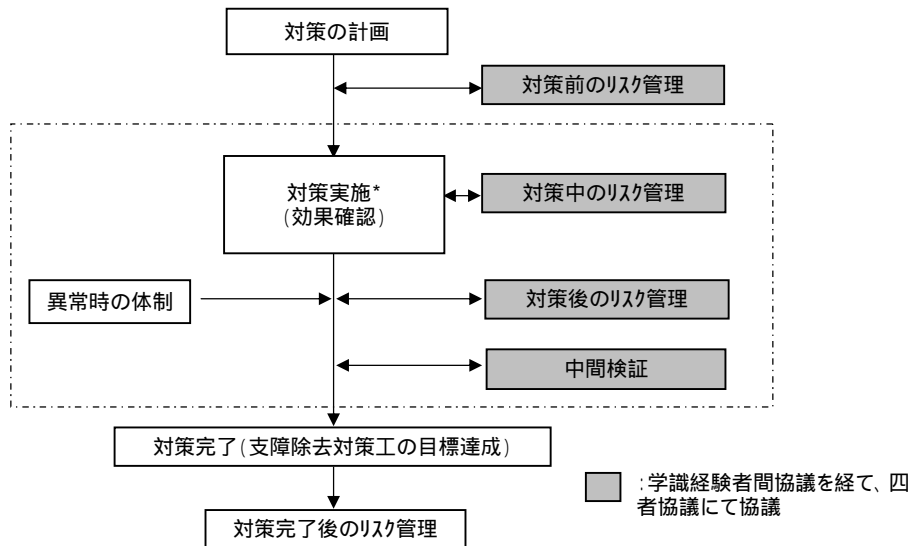 対策の計画
対策前のﾘｽｸ管理
対策実施*
(効果確認)
対策中のﾘｽｸ管理
異常時の体制
対策後のﾘｽｸ管理
中間検証
対策完了(支障除去対策工の目標達成)
:学識経験者間協議を経て、四
者協議にて協議
対策完了後のﾘｽｸ管理